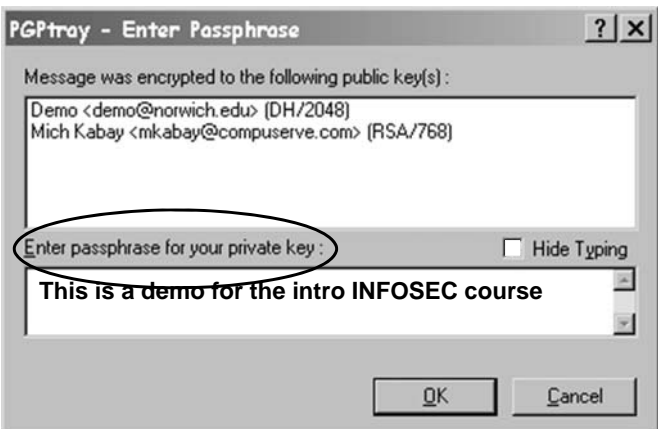 PGPtray - Enter Passphrase
Message was encrypted to the following public key(s) :
Demo <demo@norwich.edu> (DH/2048)
Mich Kabay <mkabay@compuserve.com> (RSA/768)
Enter passphrase for your private key : Hide Typing
This is a demo for the intro INFOSEC course
OK Cancel